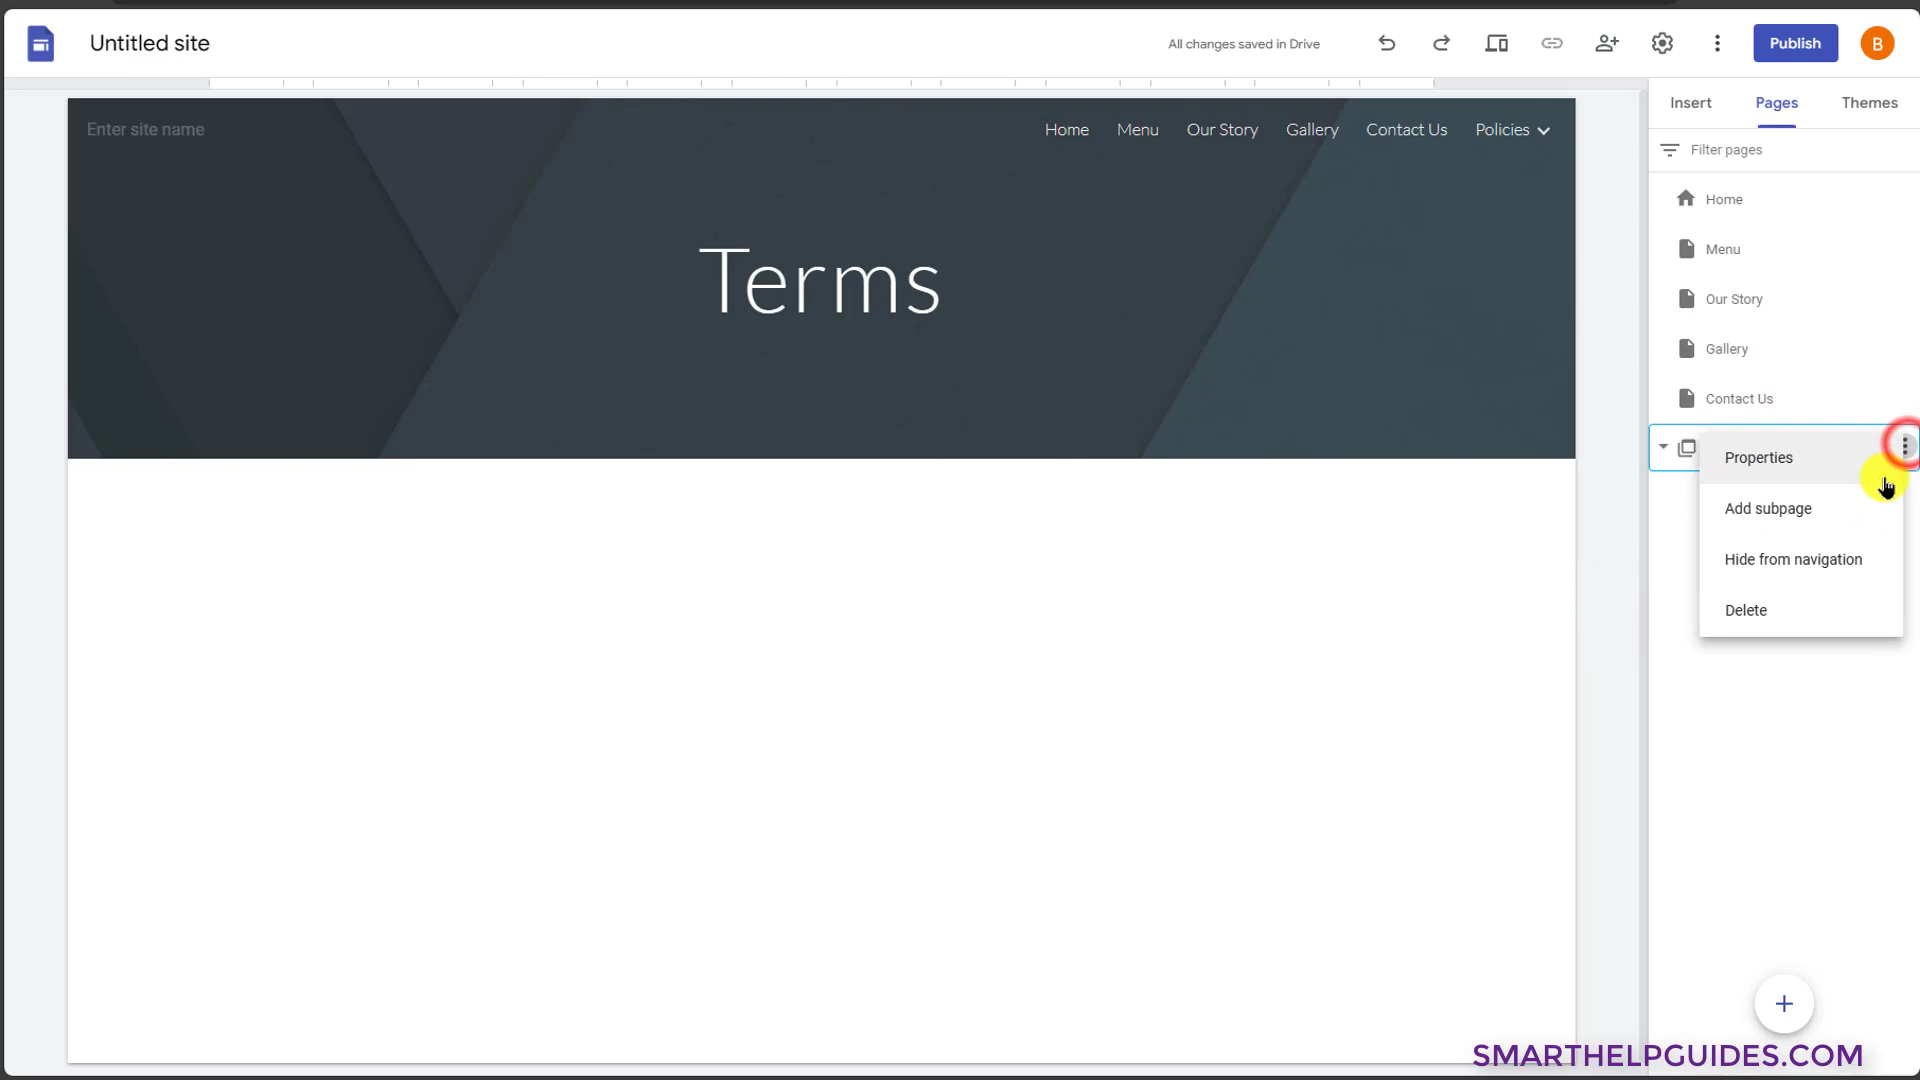 Untitled site
All changes saved in Drive
Publish
B
Enter site name
Home Menu Our Story Gallery Contact Us Policies
Terms
Insert Pages Themes
Filter pages
Home
Menu
Our Story
Gallery
Contact Us
Properties
Add subpage
Hide from navigation
Delete
SMARTHELPGUIDES.COM